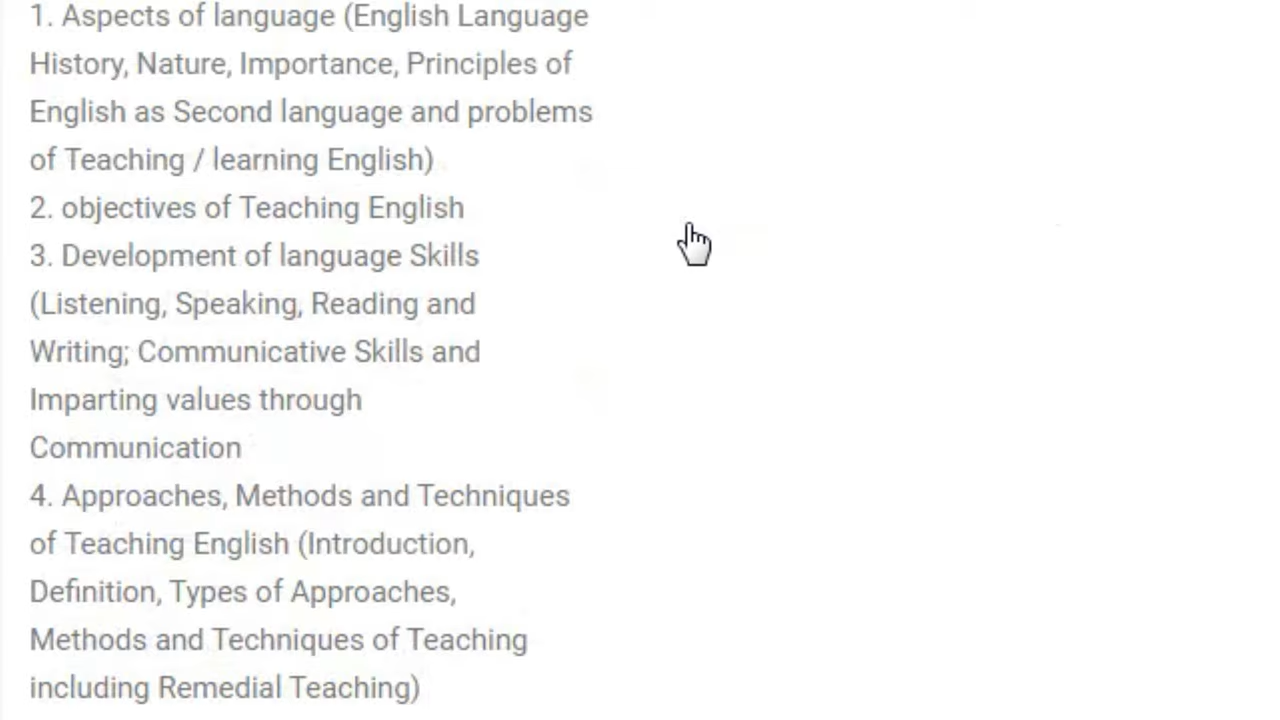 1. Aspects of language (English Language
History, Nature, Importance, Principles of
English as Second language and problems
of Teaching / learning English)
2. objectives of Teaching English
3. Development of language Skills
(Listening, Speaking, Reading and
Writing; Communicative Skills and
Imparting values through
Communication
4. Approaches, Methods and Techniques
of Teaching English (Introduction,
Definition, Types of Approaches,
Methods and Techniques of Teaching
including Remedial Teaching)